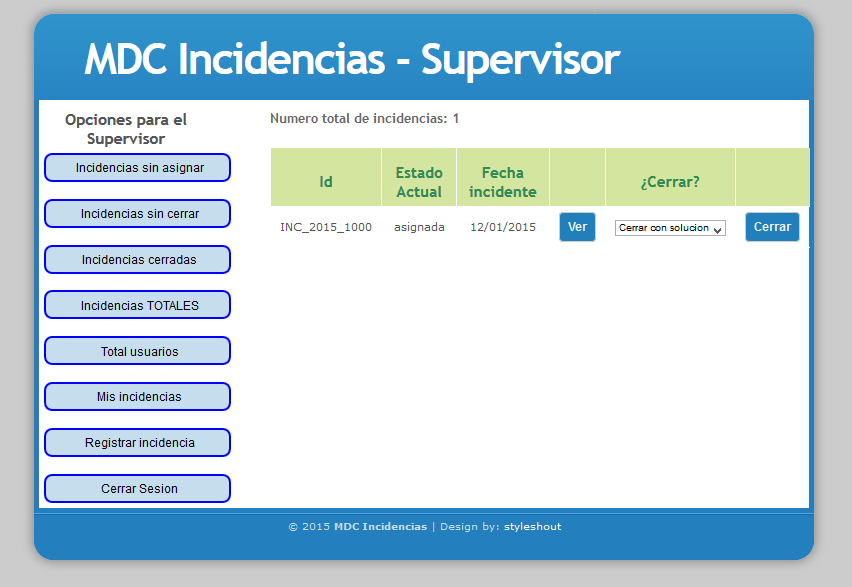 MDC Incidencias - Supervisor
Opciones para el
Supervisor
Incidencias sin asignar
Incidencias sin cerrar
Incidencias cerradas
Incidencias TOTALES
Total usuarios
Mis incidencias
Registrar incidencia
Cerrar Sesion
Numero total de incidencias: 1
Id Estado Actual Fecha incidente ¿Cerrar?
INC_2015_1000 asignada 12/01/2015 Ver Cerrar con solucion Cerrar
© 2015 MDC Incidencias | Design by: styleshout